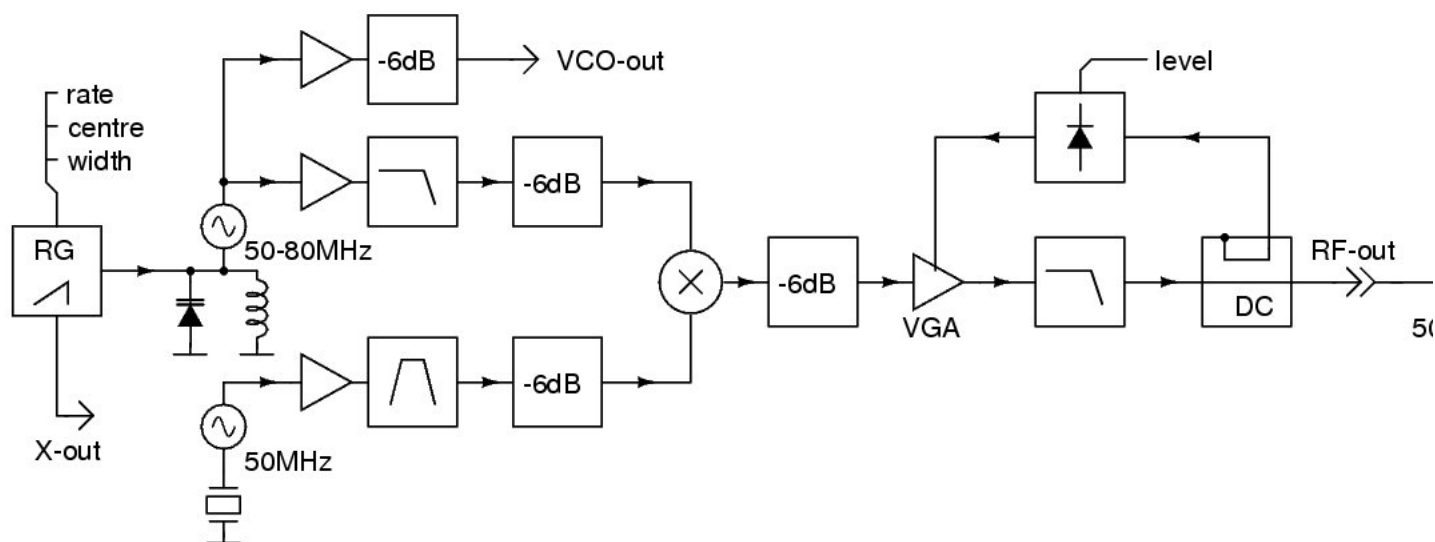 -6dB
VCO-out
level
rate
centre
width
-6dB
RG
50-80MHz
-6dB
VGA
RF-out
DC
50
-6dB
X-out
50MHz